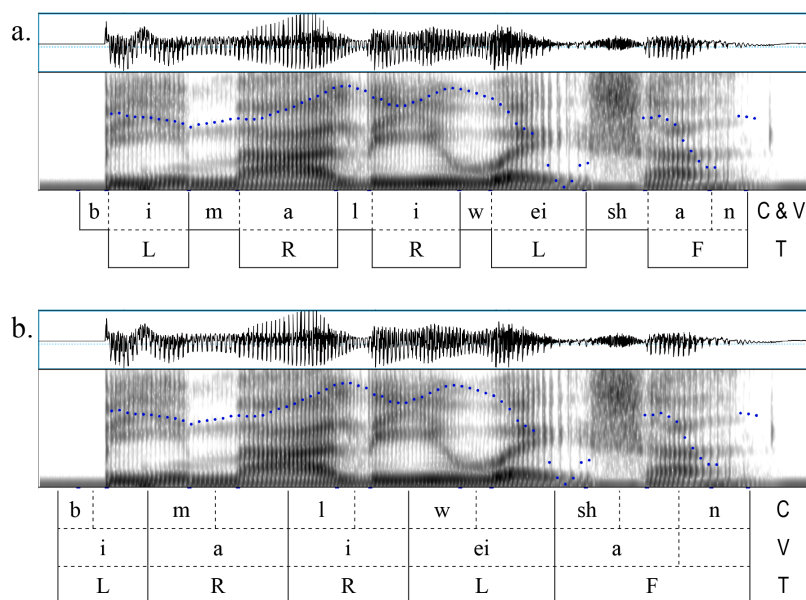 a.
b i m a l i w ei sh a n C & V
L R R L F T
b.
b m l w sh n C
i a i ei a V
L R R L F T